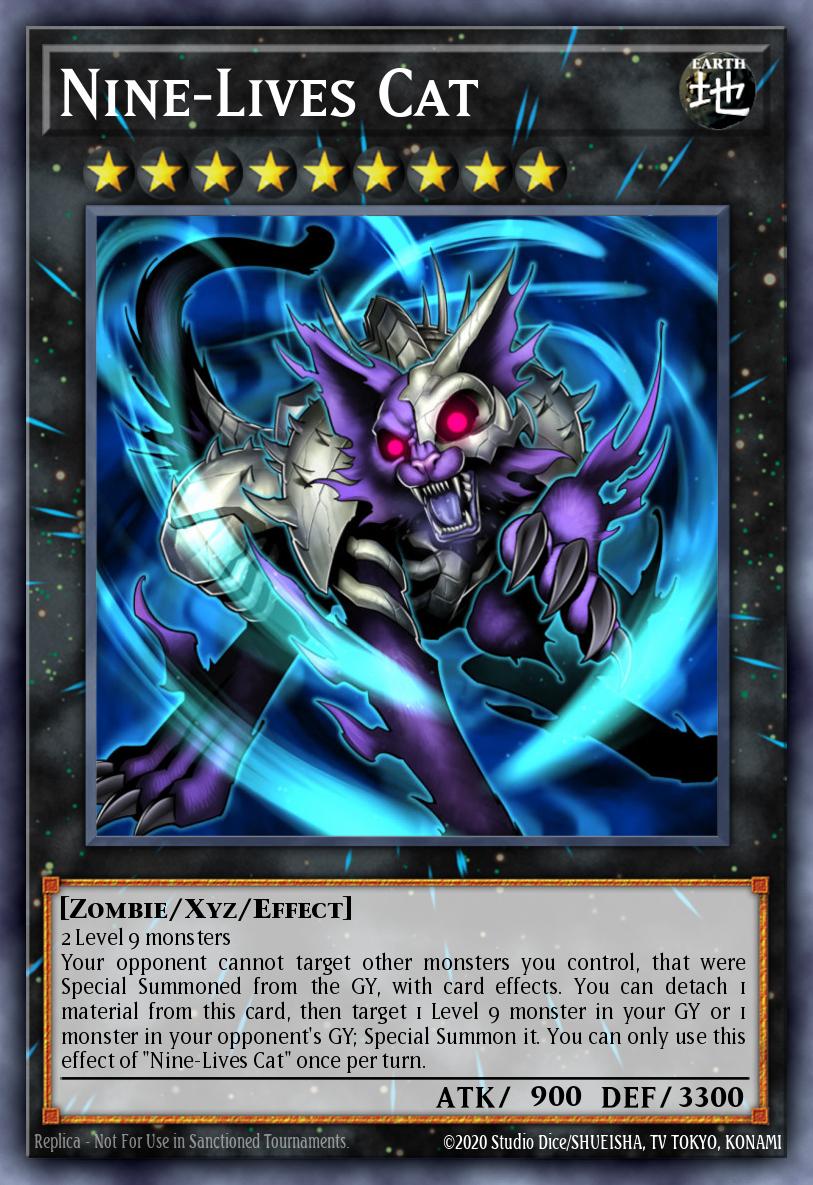 Nine-Lives Cat
EARTH
地
[Zombie/Xyz/Effect]
2 Level 9 monsters
Your opponent cannot target other monsters you control, that were
Special Summoned from the GY, with card effects. You can detach 1
material from this card, then target 1 Level 9 monster in your GY or 1
monster in your opponent's GY; Special Summon it. You can only use this
effect of "Nine-Lives Cat" once per turn.
ATK/ 900 DEF/3300
Replica - Not For Use in Sanctioned Tournaments.
©2020 Studio Dice/SHUEISHA, TV TOKYO, KONAMI